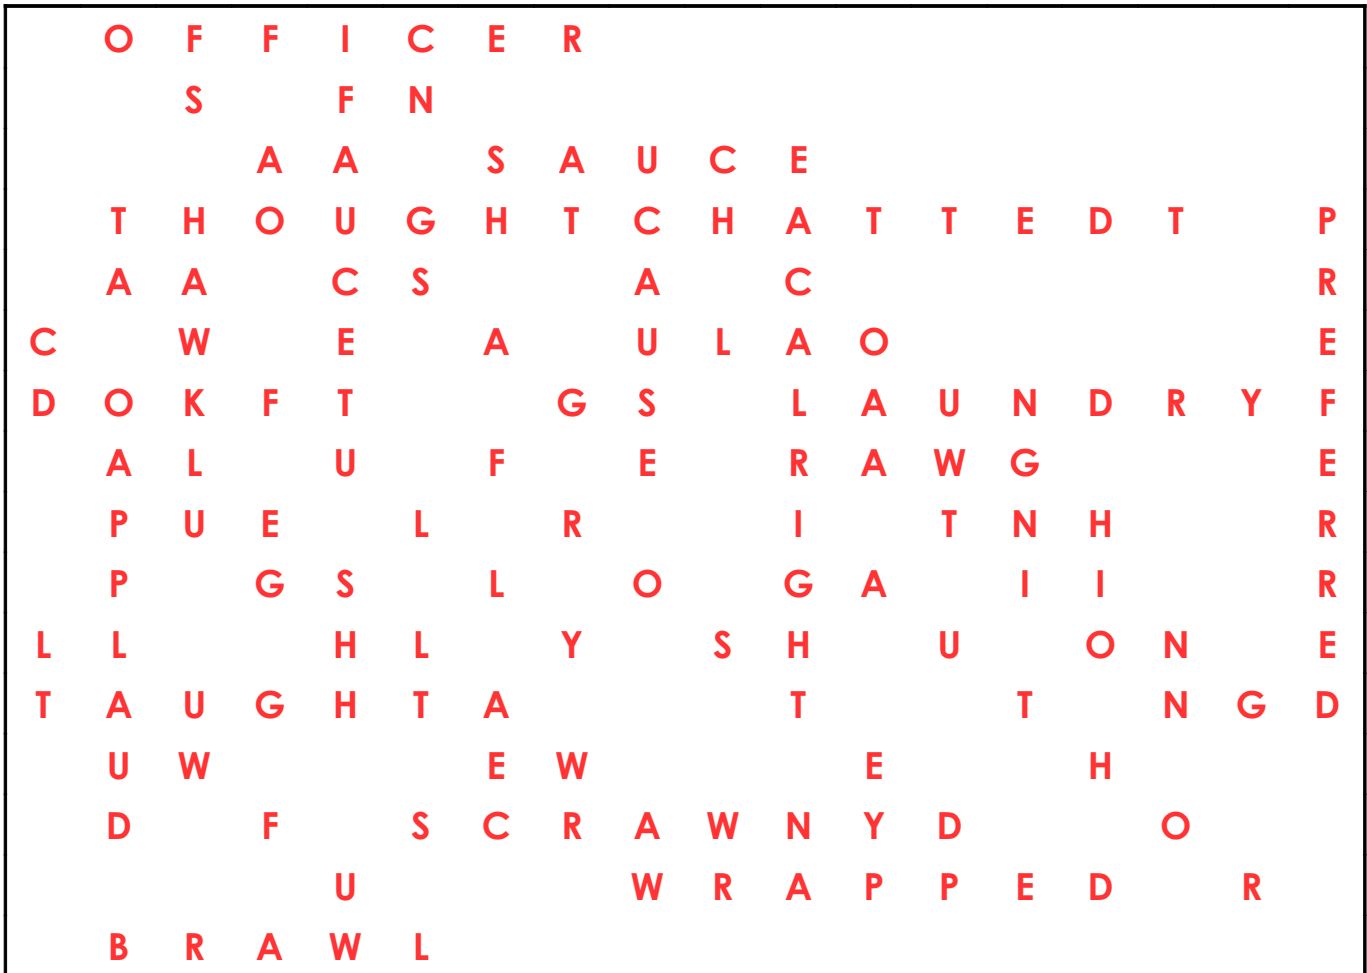 O F F I C E R
S F N
A A S A U C E
T H O U G H T C H A T T E D T P
A A C S A C R
C W E A U L A O E
D O K F T G S L A U N D R Y F
A L U F E R A W G E
P U E L R I T N H R
P G S L O G A I I R
L L H L Y S H U O N E
T A U G H T A T T N G D
U W E W E H
D F S C R A W N Y D O
U W R A P P E D R
B R A W L